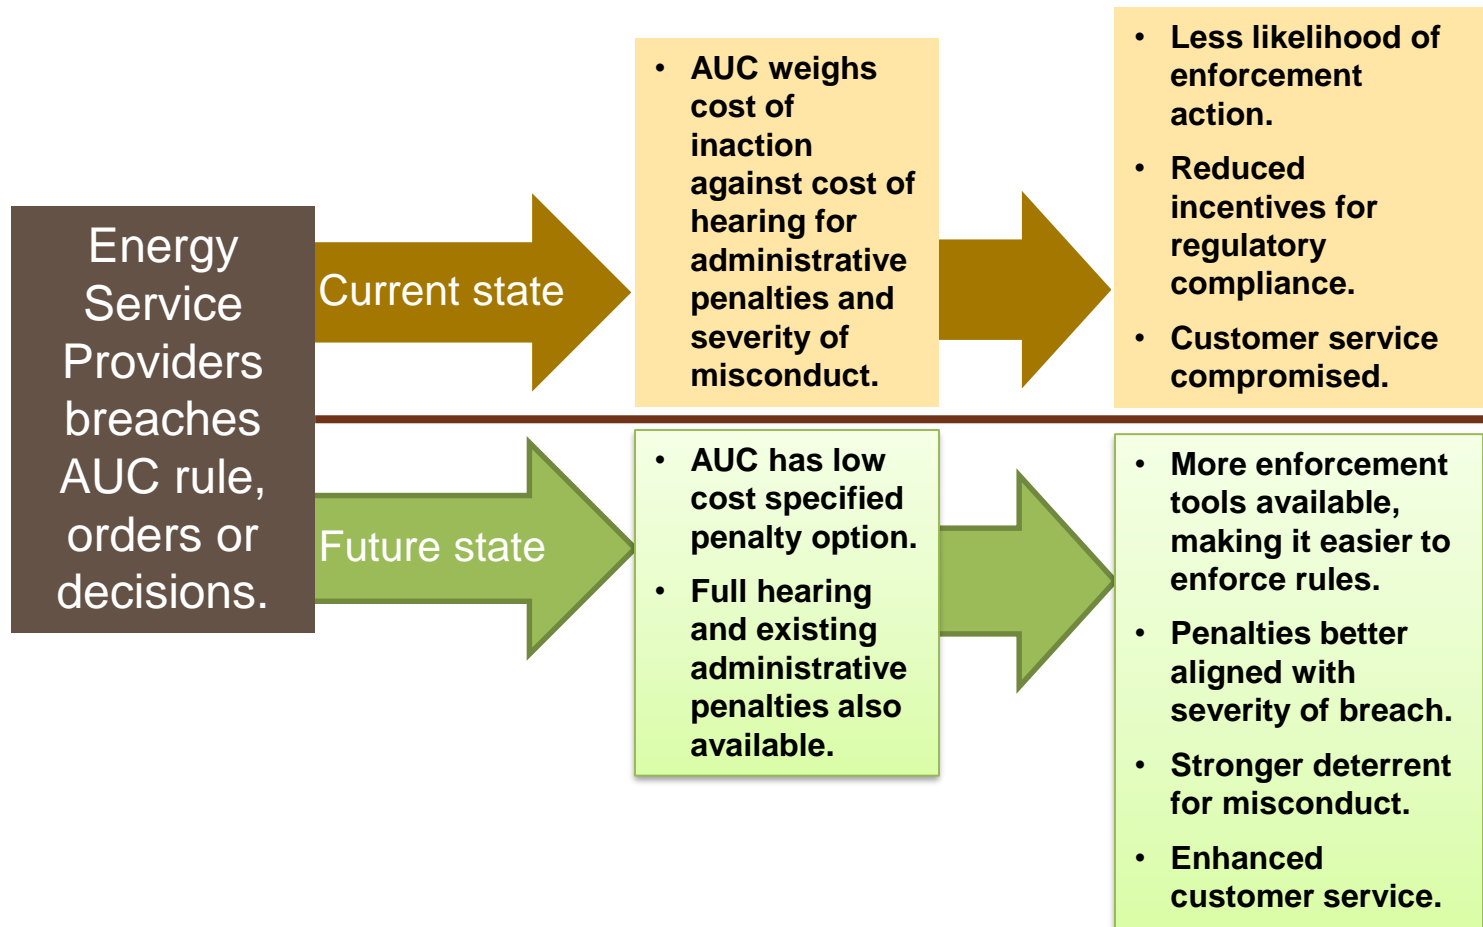 Energy
Service
Providers
breaches
AUC rule,
orders or
decisions.
Current state
• AUC weighs
cost of
inaction
against cost of
hearing for
administrative
penalties and
severity of
misconduct.
• Less likelihood of
enforcement
action.
• Reduced
incentives for
regulatory
compliance.
• Customer service
compromised.
Future state
• AUC has low
cost specified
penalty option.
• Full hearing
and existing
administrative
penalties also
available.
• More enforcement
tools available,
making it easier to
enforce rules.
• Penalties better
aligned with
severity of breach.
• Stronger deterrent
for misconduct.
• Enhanced
customer service.